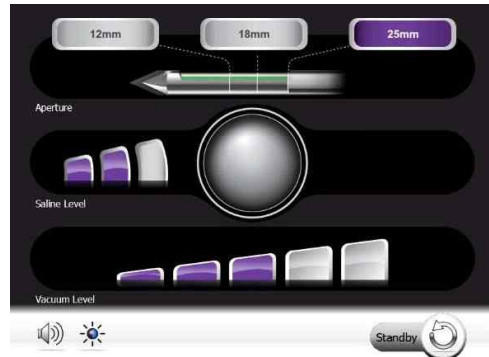 12mm
18mm
25mm
Aperture
Saline Level
Vacuum Level
Standby